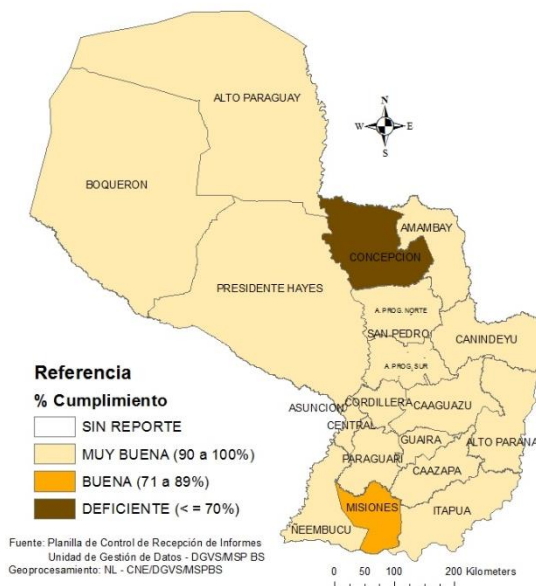 ALTO PARAGUAY
N
W E
S
BOQUERON
AMAMBAY
CONCEPCION
PRESIDENTE HAYES
A. PROG. NORTE
SAN PEDRO
CANINDEYU
A. PROG. SUR
Referencia
% Cumplimiento
SIN REPORTE
MUY BUENA (90 a 100%)
BUENA (71 a 89%)
DEFICIENTE (< = 70%)
ASUNCION
CORDILLERA
CAAGUAZU
CENTRAL
GUAIRA
ALTO PARANA
PARAGUARI
CAAZAPA
MISIONES
ITAPUA
ÑEEMBUCU
Fuente: Planilla de Control de Recepción de Informes
Unidad de Gestión de Datos - DGVS/MSP BS
Geoprocesamiento: NL - CNE/DGVS/MSPBS
0 50 100 200 Kilometers